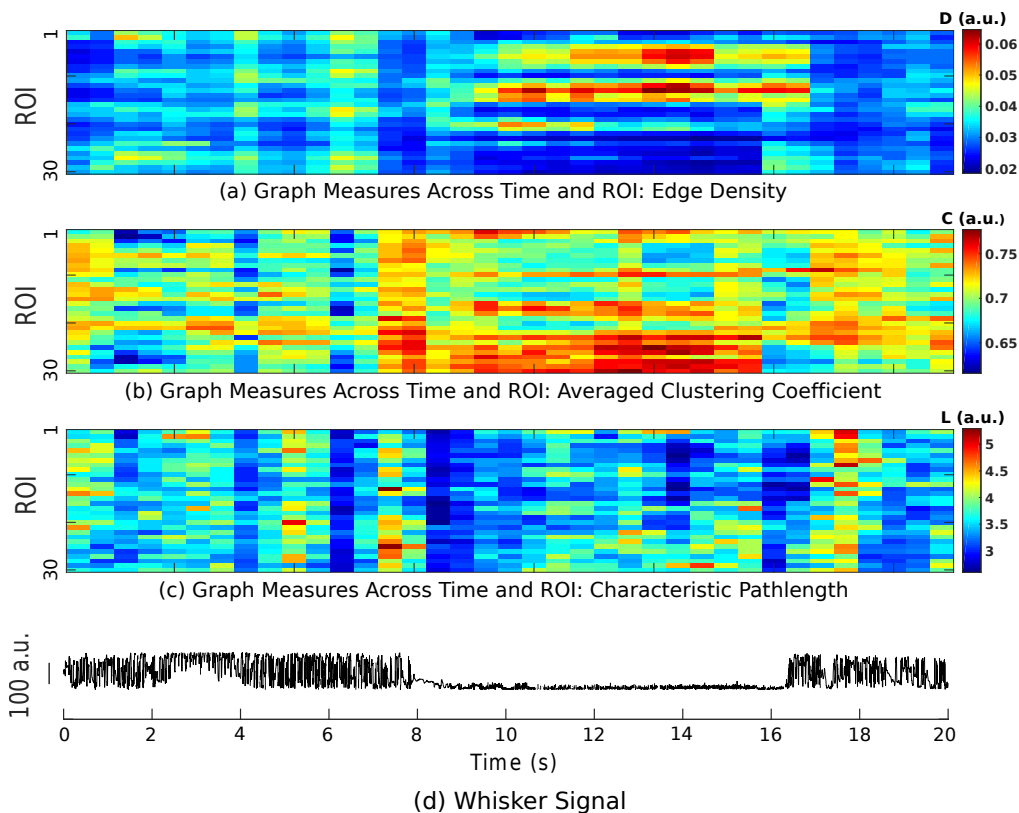 D (a.u.)
1
ROI
30
0.06
0.05
0.04
0.03
0.02
(a) Graph Measures Across Time and ROI: Edge Density
C (a.u.)
1
ROI
30
0.75
0.7
0.65
(b) Graph Measures Across Time and ROI: Averaged Clustering Coefficient
L (a.u.)
1
ROI
30
5
4.5
4
3.5
3
(c) Graph Measures Across Time and ROI: Characteristic Pathlength
100 a.u.
0 2 4 6 8 10 12 14 16 18 20
Time (s)
(d) Whisker Signal